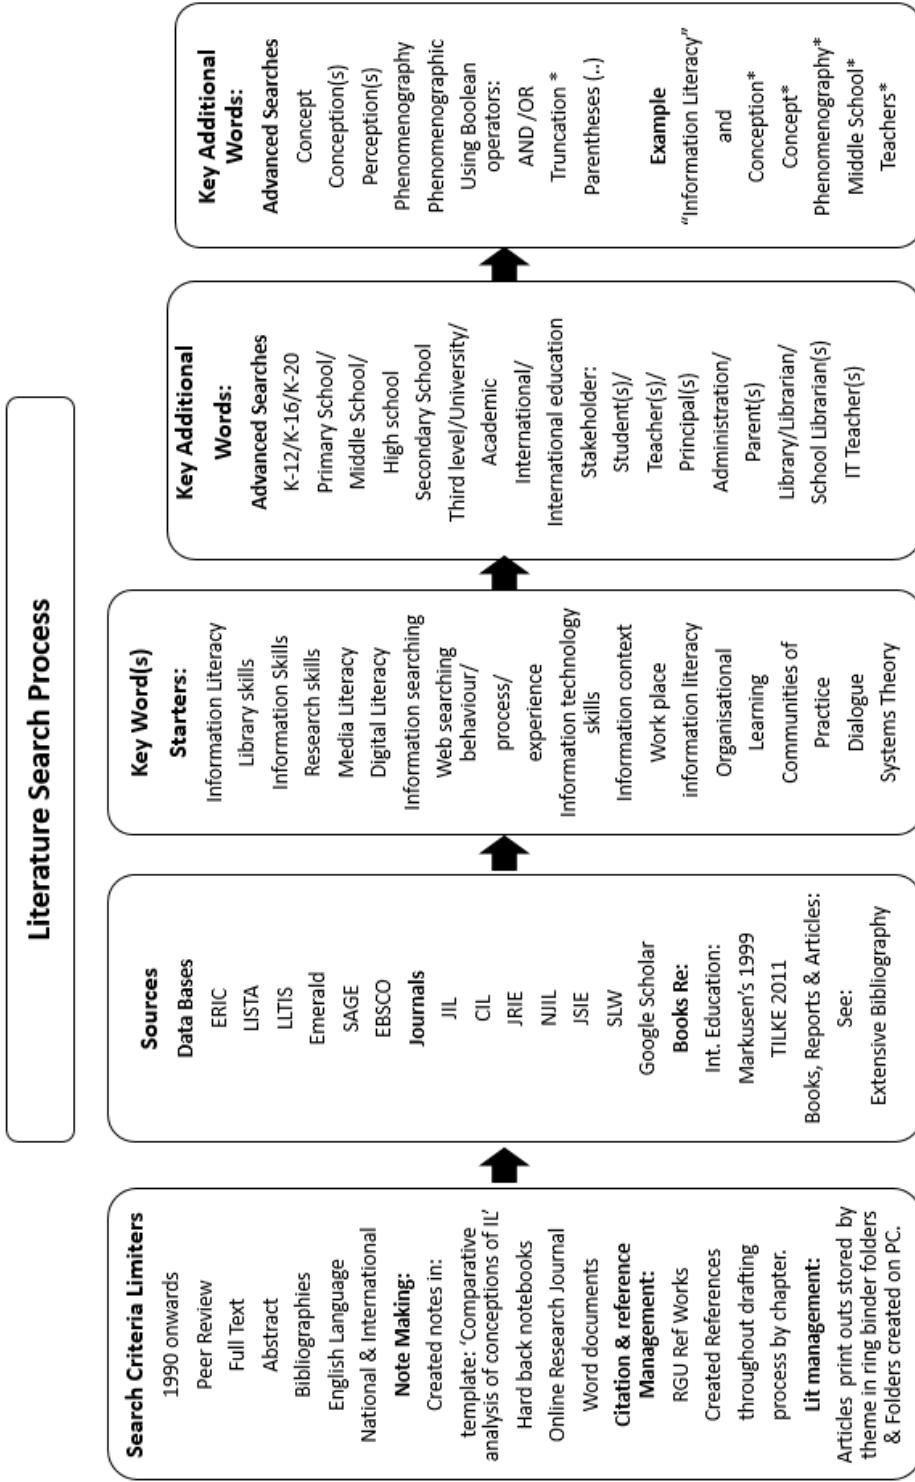 Literature Search Process
Search Criteria Limiters
1990 onwards
Peer Review
Full Text
Abstract
Bibliographies
English Language
National & International
Note Making:
Created notes in:
template: ‘Comparative
analysis of conceptions of IL’
Hard back notebooks
Online Research Journal
Word documents
Citation & reference
Management:
RGU Ref Works
Created References
throughout drafting
process by chapter.
Lit management:
Articles print outs stored by
theme in ring binder folders
& Folders created on PC.
Sources
Data Bases
ERIC
LISTA
LLTIS
Emerald
SAGE
EBSCO
Journals
JIL
CIL
JRIE
NJIL
JSIE
SLW
Google Scholar
Books Re:
Int. Education:
Markusen’s 1999
TILKE 2011
Books, Reports & Articles:
See:
Extensive Bibliography
Key Word(s)
Starters:
Information Literacy
Library skills
Information Skills
Research skills
Media Literacy
Digital Literacy
Information searching
Web searching
behaviour/
process/
experience
Information technology
skills
Information context
Work place
information literacy
Organisational
Learning
Communities of
Practice
Dialogue
Systems Theory
Key Additional
Words:
Advanced Searches
K-12/K-16/K-20
Primary School/
Middle School/
High school
Secondary School
Third level/University/
Academic
International/
International education
Stakeholder:
Student(s)/
Teacher(s)/
Principal(s)
Administration/
Parent(s)
Library/Librarian/
School Librarian(s)
IT Teacher(s)
Key Additional
Words:
Advanced Searches
Concept
Conception(s)
Perception(s)
Phenomenography
Phenomenographic
Using Boolean
operators:
AND /OR
Truncation *
Parentheses (..)
Example
“Information Literacy”
and
Conception*
Concept*
Phenomenography*
Middle School*
Teachers*